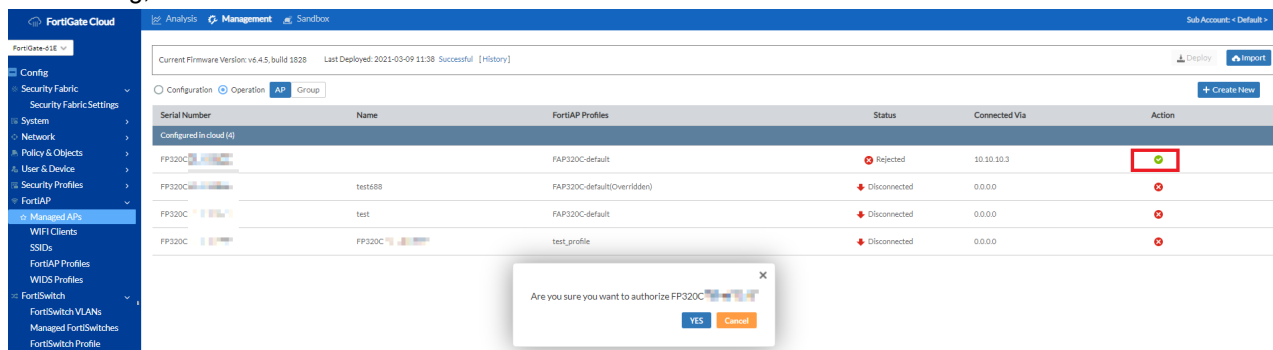 FortiGate Cloud
Analysis Management Sandbox
Sub Account: < Default >
FortiGate-61E
Config
Security Fabric
Security Fabric Settings
System
Network
Policy & Objects
User & Device
Security Profiles
FortiAP
Managed APs
WIFI Clients
SSIDs
FortiAP Profiles
WIDS Profiles
FortiSwitch
FortiSwitch VLANs
Managed FortiSwitches
FortiSwitch Profile
Current Firmware Version: v6.4.5, build 1828 Last Deployed: 2021-03-09 11:38 Successful [History]
Deploy Import
Configuration Operation AP Group
+ Create New
Serial Number Name FortiAP Profiles Status Connected Via Action
Configured in cloud (4)
FP320C FAP320C-default Rejected 10.10.10.3
FP320C test688 FAP320C-default(Overridden) Disconnected 0.0.0.0
FP320C test FAP320C-default Disconnected 0.0.0.0
FP320C FP320C test_profile Disconnected 0.0.0.0
Are you sure you want to authorize FP320C
YES Cancel